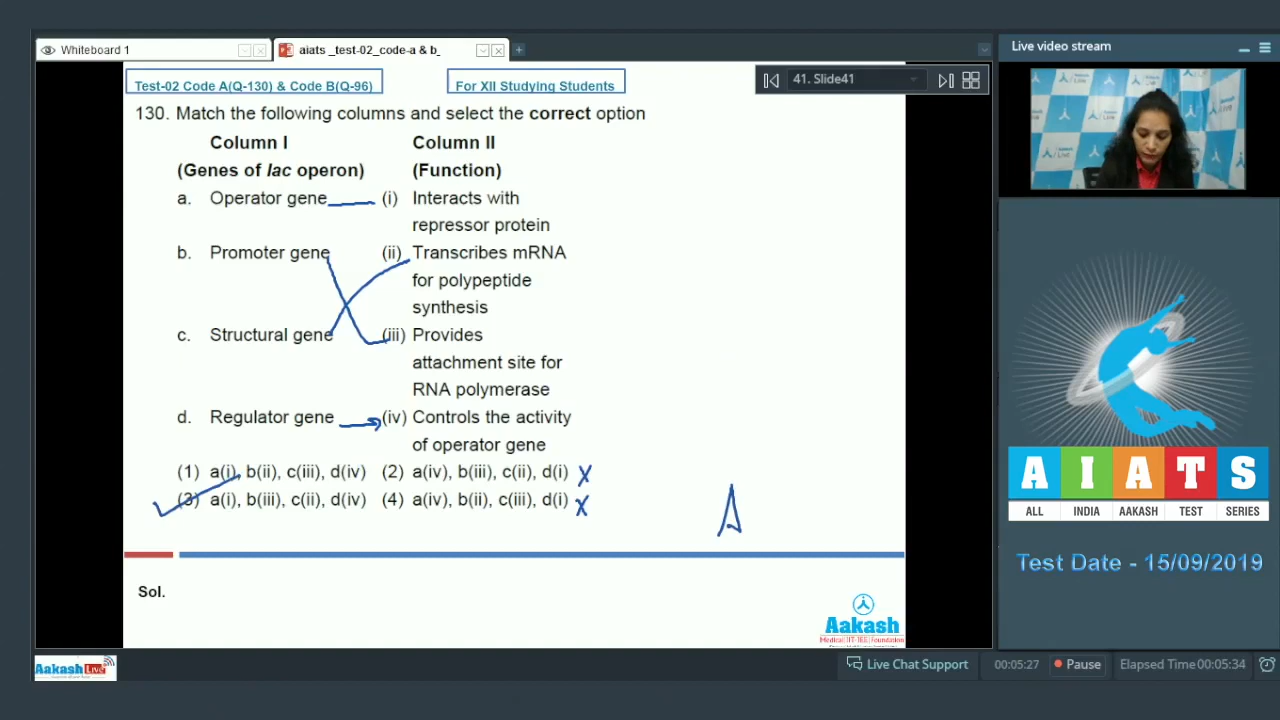 Whiteboard 1
aiats _test-02_code-a & b_
Live video stream
Test-02 Code A(Q-130) & Code B(Q-96)
For XII Studying Students
41. Slide41
130. Match the following columns and select the correct option
Column I Column II
(Genes of lac operon) (Function)
a. Operator gene (i) Interacts with
repressor protein
b. Promoter gene (ii) Transcribes mRNA
for polypeptide
synthesis
c. Structural gene (iii) Provides
attachment site for
RNA polymerase
d. Regulator gene (iv) Controls the activity
of operator gene
(1) a(i), b(ii), c(iii), d(iv) (2) a(iv), b(iii), c(ii), d(i) X
(3) a(i), b(iii), c(ii), d(iv) (4) a(iv), b(ii), c(iii), d(i) X
Sol.
Aakash
Medical|IIT-JEE|Foundation
A I A T S
ALL INDIA AAKASH TEST SERIES
Test Date - 15/09/2019
Aakash Live
Live Chat Support 00:05:27 Pause Elapsed Time 00:05:34